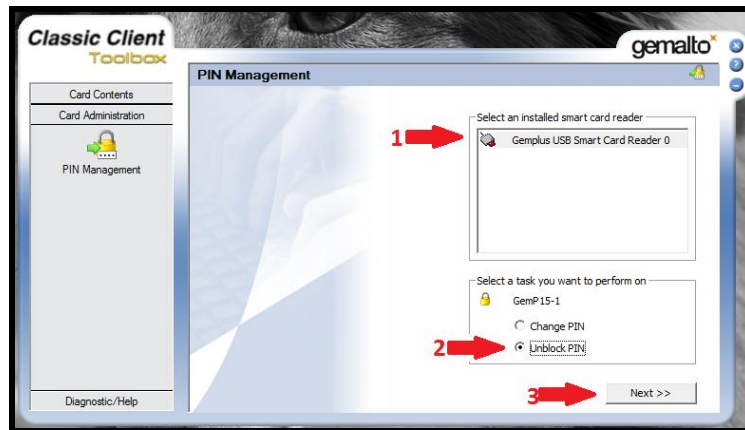 Classic Client
Toolbox
gemalto
x
?
PIN Management
Card Contents
Card Administration
PIN Management
Diagnostic/Help
Select an installed smart card reader
1
Gemplus USB Smart Card Reader 0
Select a task you want to perform on
GemP15-1
Change PIN
2
Unblock PIN
3
Next >>